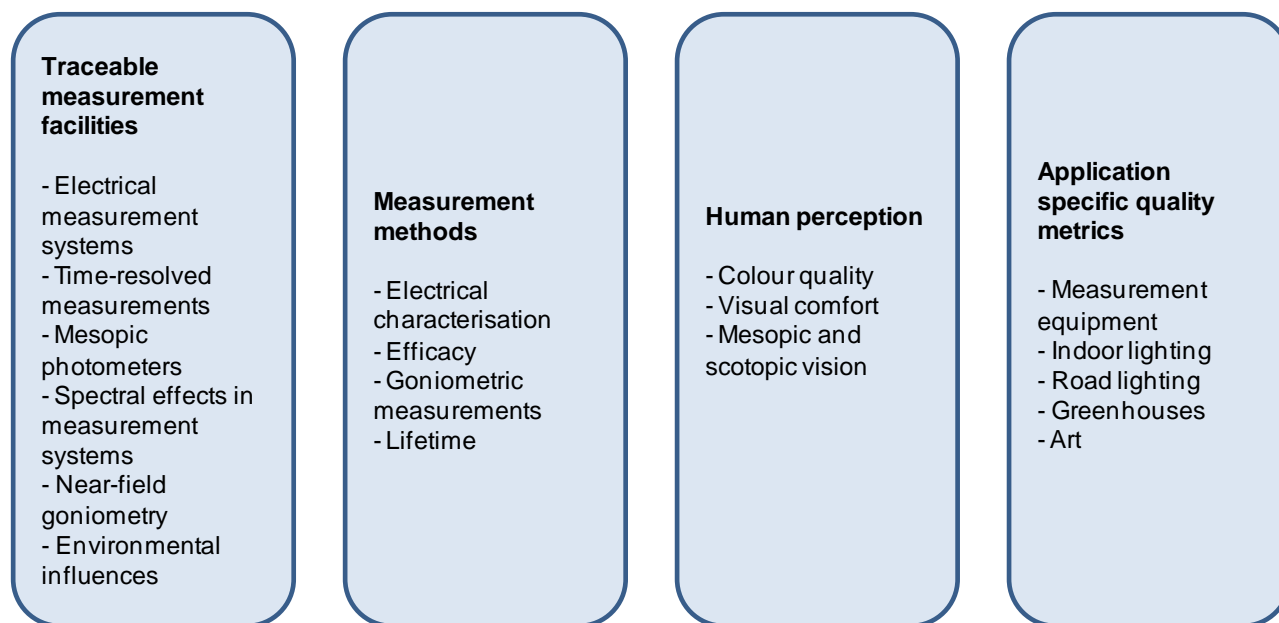 Traceable
measurement
facilities
- Electrical
measurement
systems
- Time-resolved
measurements
- Mesopic
photometers
- Spectral effects in
measurement
systems
- Near-field
goniometry
- Environmental
influences
Measurement
methods
- Electrical
characterisation
- Efficacy
- Goniometric
measurements
- Lifetime
Human perception
- Colour quality
- Visual comfort
- Mesopic and
scotopic vision
Application
specific quality
metrics
- Measurement
equipment
- Indoor lighting
- Road lighting
- Greenhouses
- Art